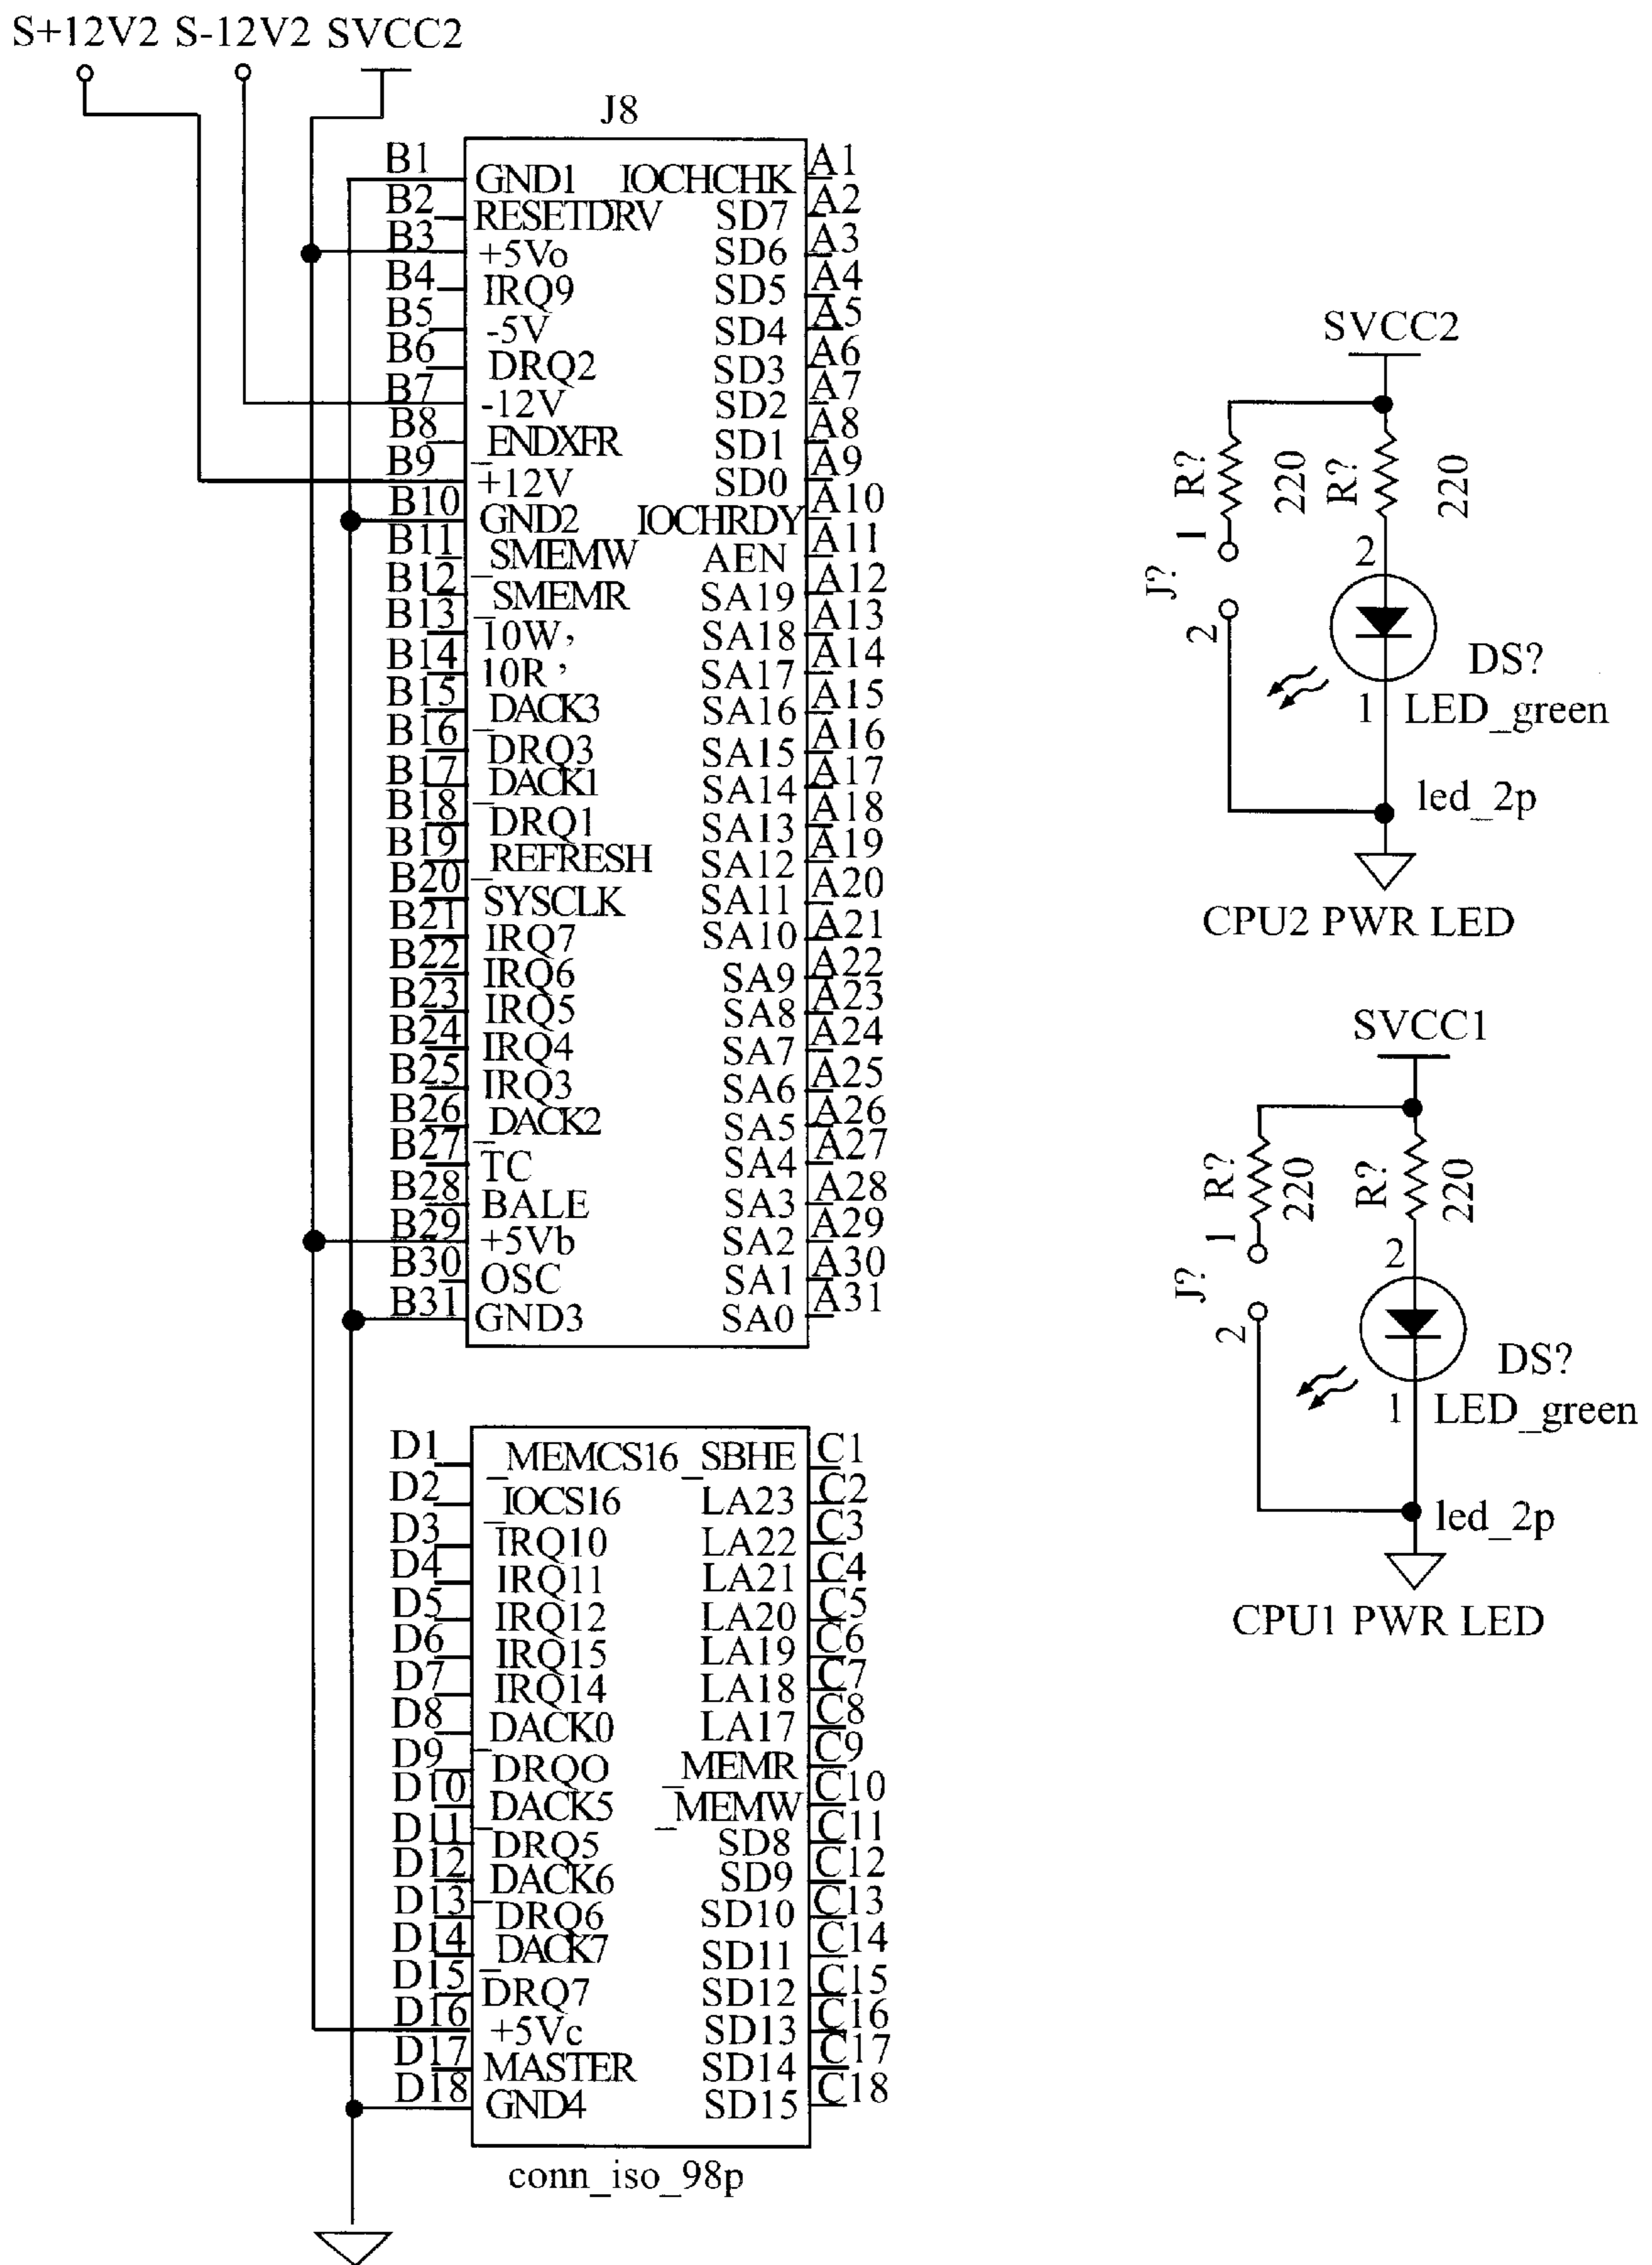 S+12V2 S-12V2 SVCC2
J8
B1 GND1 IOCHCHK A1
B2 RESETDRV SD7 A2
B3 +5Vo SD6 A3
B4 IRQ9 SD5 A4
B5 -5V SD4 A5
B6 DRQ2 SD3 A6
B7 -12V SD2 A7
B8 ENDXFR SD1 A8
B9 +12V SD0 A9
B10 GND2 IOCHRDY A10
B11 SMEMW AEN A11
B12 SMEMR SA19 A12
B13 10W, SA18 A13
B14 10R, SA17 A14
B15 DACK3 SA16 A15
B16 DRQ3 SA15 A16
B17 DACK1 SA14 A17
B18 DRQ1 SA13 A18
B19 REFRESH SA12 A19
B20 SYSCLK SA11 A20
B21 IRQ7 SA10 A21
B22 IRQ6 SA9 A22
B23 IRQ5 SA8 A23
B24 IRQ4 SA7 A24
B25 IRQ3 SA6 A25
B26 DACK2 SA5 A26
B27 TC SA4 A27
B28 BALE SA3 A28
B29 +5Vb SA2 A29
B30 OSC SA1 A30
B31 GND3 SA0 A31
D1 _MEMCS16 _SBHE C1
D2 _IOCS16 LA23 C2
D3 IRQ10 LA22 C3
D4 IRQ11 LA21 C4
D5 IRQ12 LA20 C5
D6 IRQ15 LA19 C6
D7 IRQ14 LA18 C7
D8 DACK0 LA17 C8
D9 DRQO _MEMR C9
D10 DACK5 _MEMW C10
D11 DRQ5 SD8 C11
D12 DACK6 SD9 C12
D13 DRQ6 SD10 C13
D14 DACK7 SD11 C14
D15 DRQ7 SD12 C15
D16 +5Vc SD13 C16
D17 MASTER SD14 C17
D18 GND4 SD15 C18
conn_iso_98p
SVCC2
R? 220 R? 220
1 2
J?
2
DS?
1 LED_green
led_2p
CPU2 PWR LED
SVCC1
R? 220 R? 220
1 2
J?
2
DS?
1 LED_green
led_2p
CPU1 PWR LED